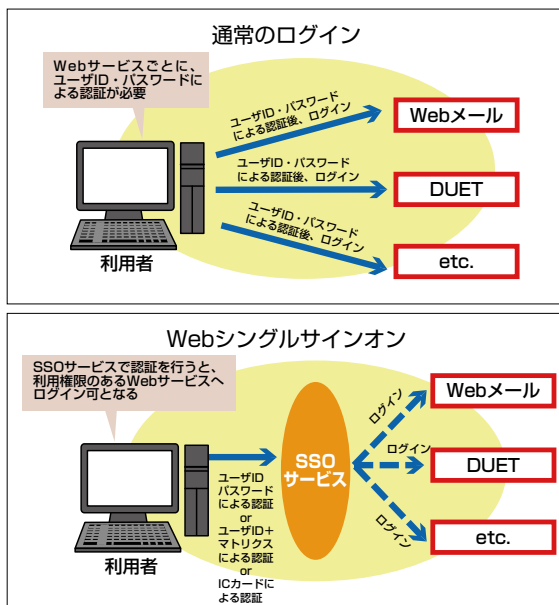 通常のログイン
Webサービスごとに、
ユーザID・パスワードに
よる認証が必要
ユーザID・パスワード
による認証後、ログイン
Webメール
ユーザID・パスワード
による認証後、ログイン
DUET
ユーザID・パスワード
による認証後、ログイン
etc.
利用者
Webシングルサインオン
SSOサービスで認証を行うと、
利用権限のあるWebサービスへ
ログイン可となる
ログイン
Webメール
SSO
サービス
ログイン
DUET
ユーザID
パスワード
による認証
or
ユーザID＋
マトリクス
による認証
or
ICカードに
よる認証
ログイン
etc.
利用者